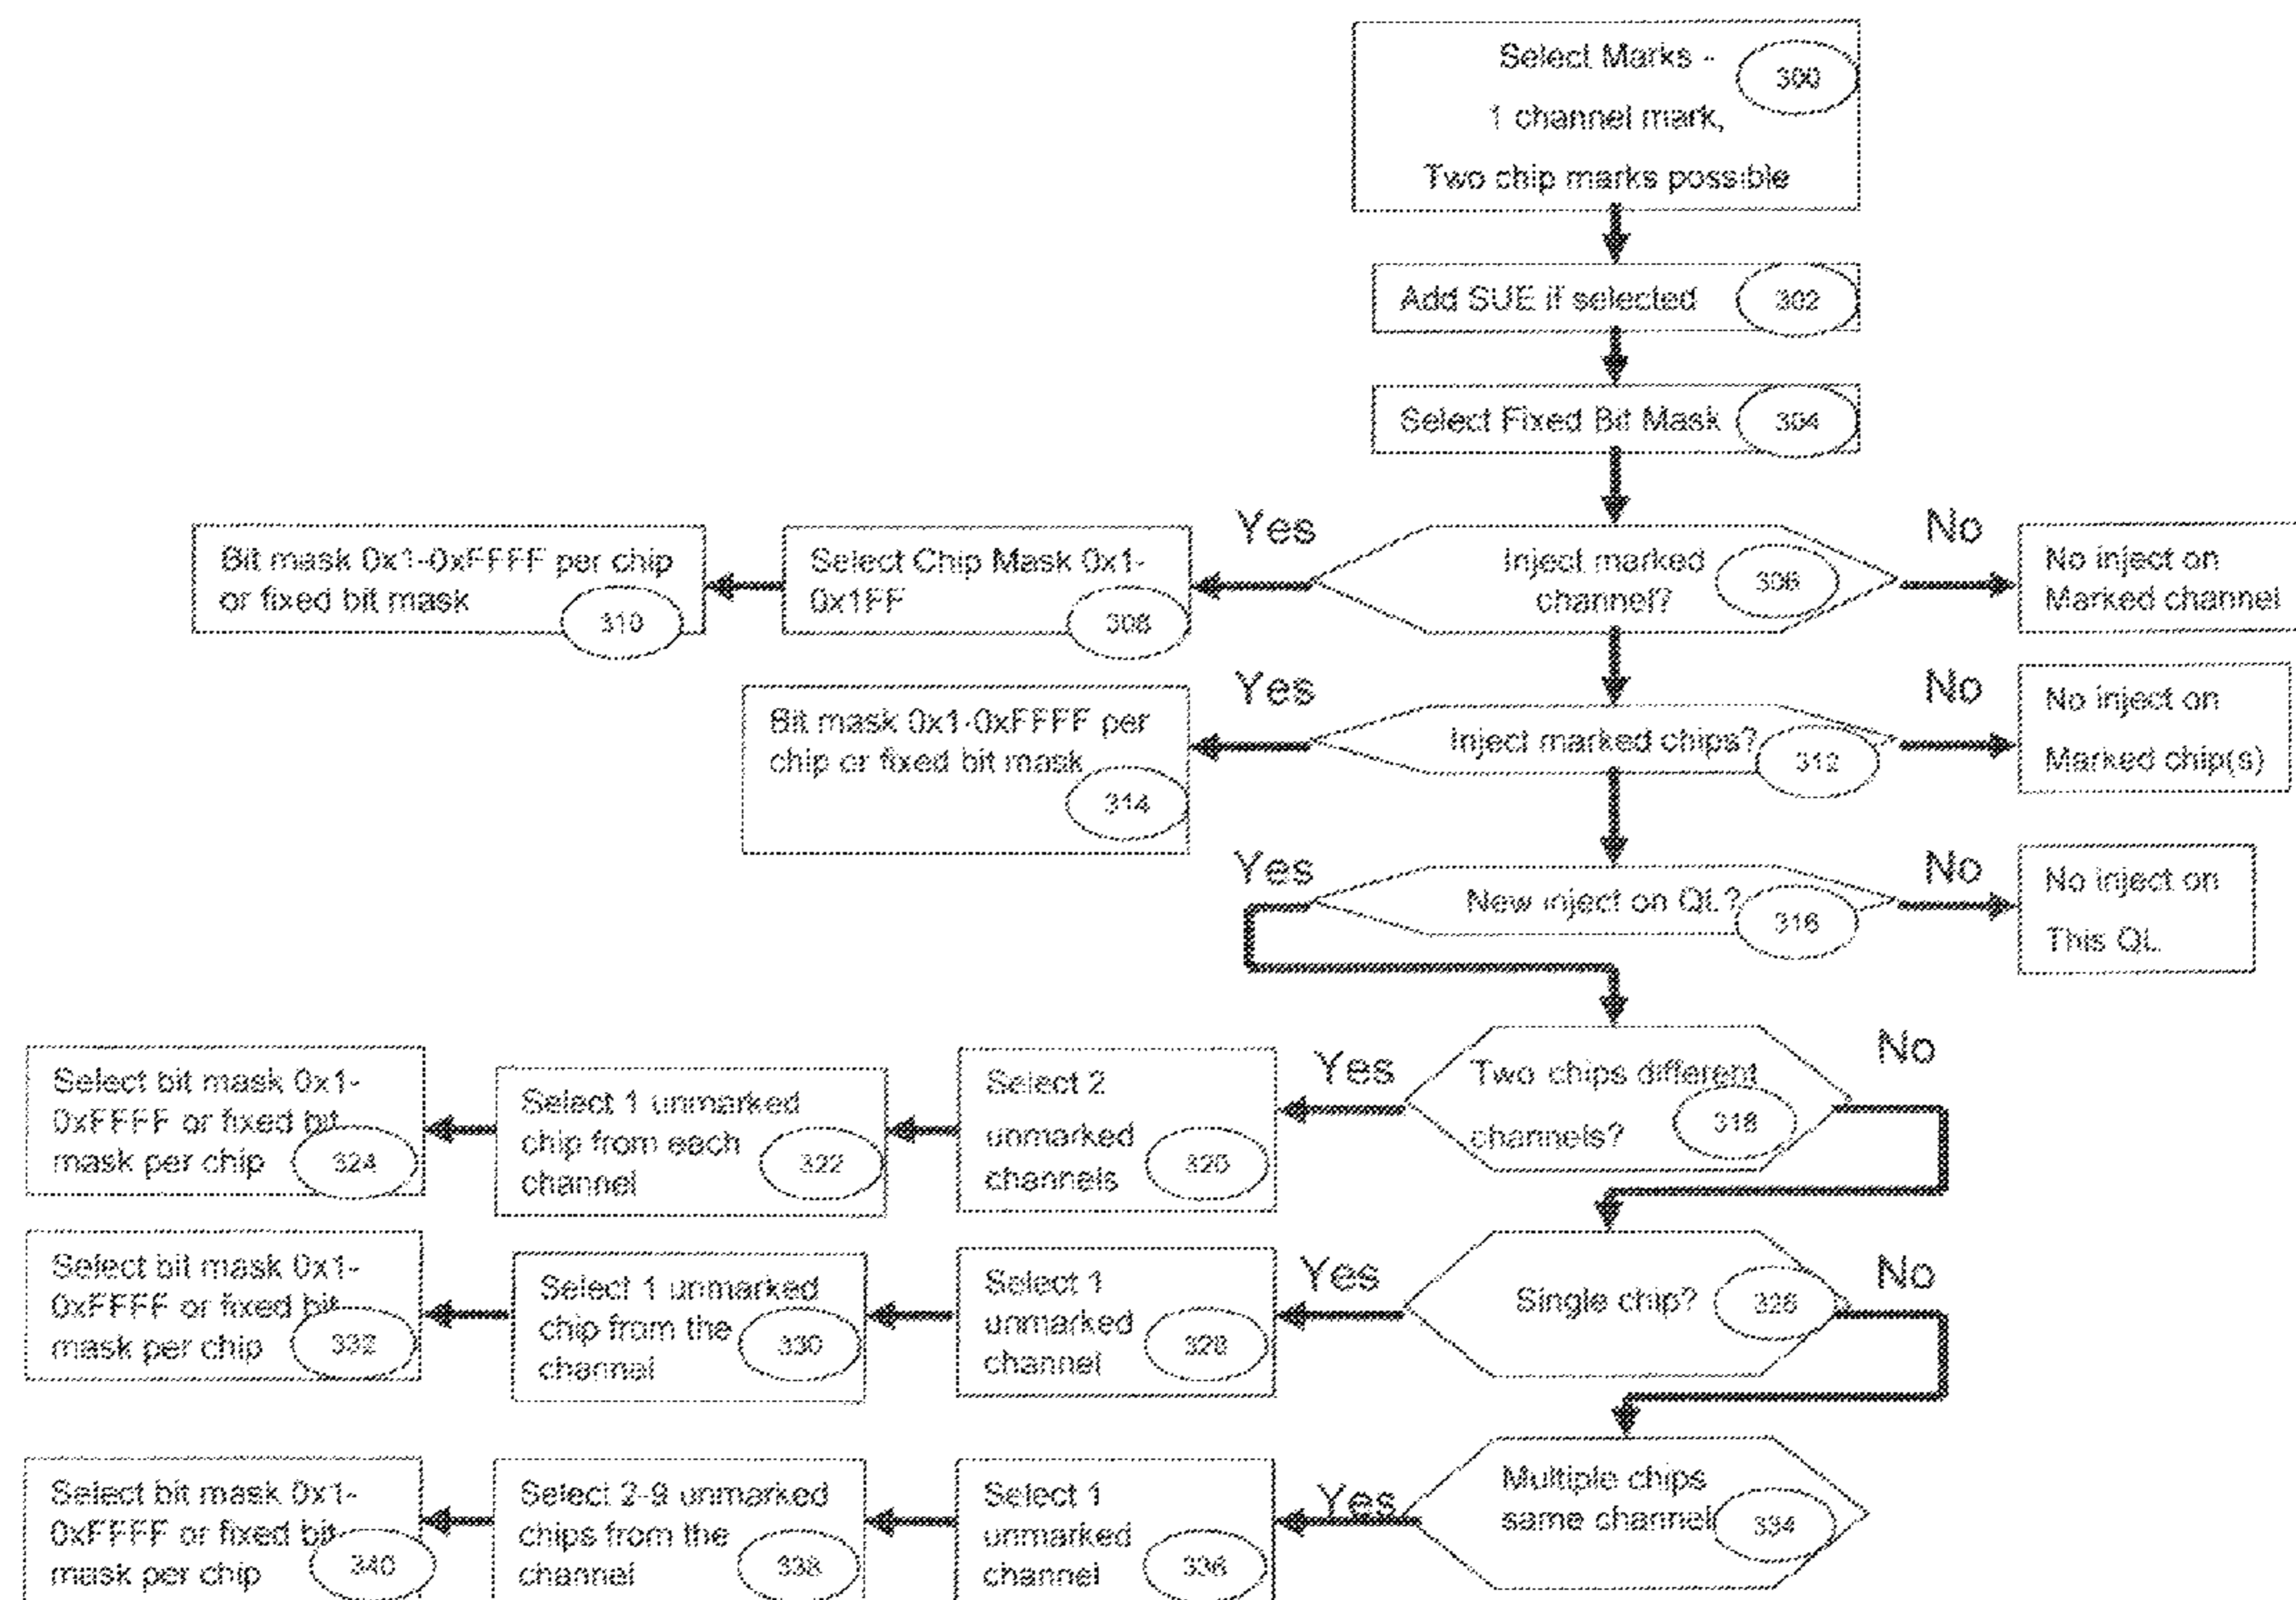 Select Marks -
300
1 channel mark,
Two chip marks possible
Add SUE if selected
302
Select Fixed Bit Mask
304
Yes
No
Bit mask 0x1-0xFFFF per chip
or fixed bit mask
310
Select Chip Mask 0x1-
0x1FF
308
Inject marked
channel?
306
No inject on
Marked channel
Yes
No
Bit mask 0x1-0xFFFF per
chip or fixed bit mask
314
Inject marked chips?
312
No inject on
Marked chip(s)
Yes
No
New inject on QL?
316
No inject on
This QL
Select bit mask 0x1-
0xFFFF or fixed bit
mask per chip
324
Select 1 unmarked
chip from each
channel
322
Select 2
unmarked
channels
320
Yes
Two chips different
channels?
318
No
Select bit mask 0x1-
0xFFFF or fixed bit
mask per chip
332
Select 1 unmarked
chip from the
channel
330
Select 1
unmarked
channel
328
Yes
Single chip?
326
No
Select bit mask 0x1-
0xFFFF or fixed bit
mask per chip
340
Select 2-9 unmarked
chips from the
channel
338
Select 1
unmarked
channel
336
Yes
Multiple chips
same channel
334